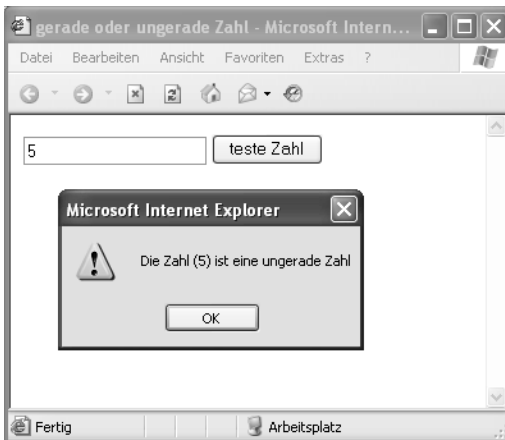 gerade oder ungerade Zahl - Microsoft Intern...
Datei Bearbeiten Ansicht Favoriten Extras ?
5 teste Zahl
Microsoft Internet Explorer
Die Zahl (5) ist eine ungerade Zahl
OK
Fertig Arbeitsplatz